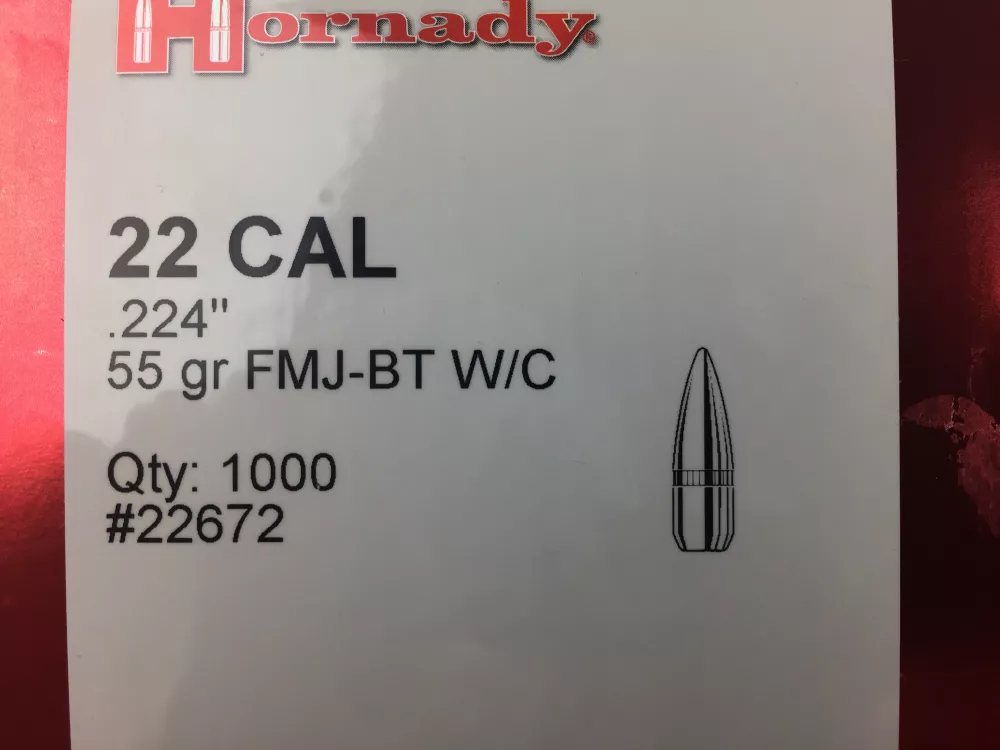 Hornady®
22 CAL
.224"
55 gr FMJ-BT W/C
Qty: 1000
#22672